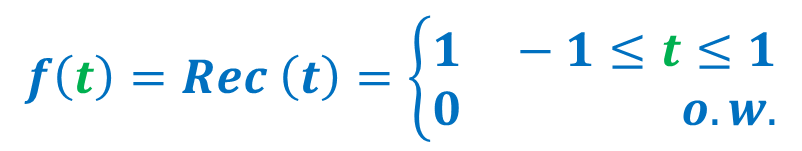 f(t) = Rec (t) = { 1 − 1 ≤ t ≤ 1
0 o.w.